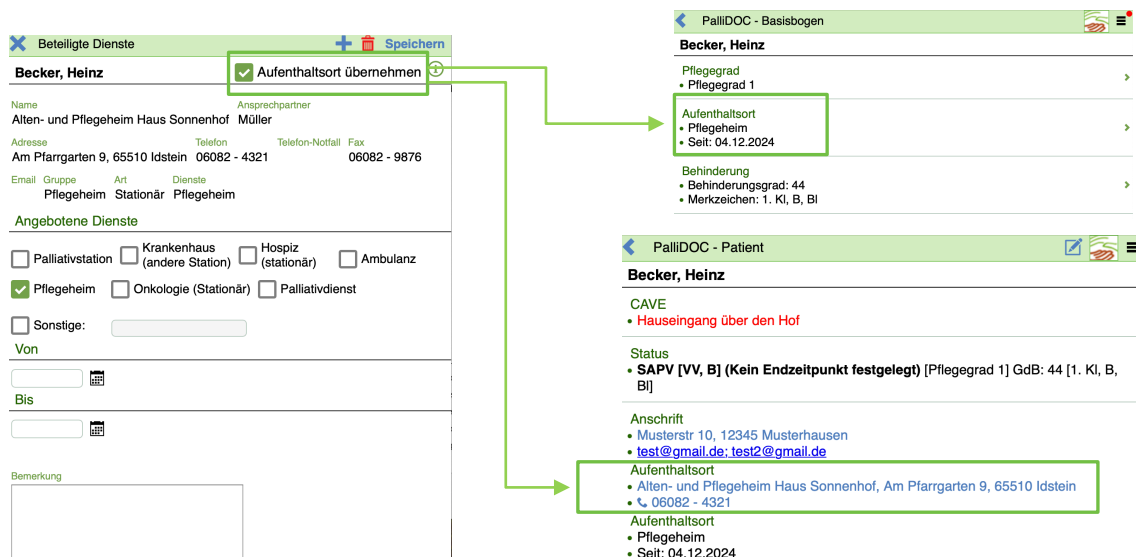 Beteiligte Dienste
Speichern
Becker, Heinz
Aufenthaltsort übernehmen
Name Ansprechpartner
Alten- und Pflegeheim Haus Sonnenhof Müller
Adresse Telefon Telefon-Notfall Fax
Am Pfarrgarten 9, 65510 Idstein 06082 - 4321 06082 - 9876
Email Gruppe Art Dienste
Pflegeheim Stationär Pflegeheim
Angebotene Dienste
Palliativstation
Krankenhaus
(andere Station)
Hospiz
(stationär)
Ambulanz
Pflegeheim Onkologie (Stationär) Palliativdienst
Sonstige:
Von
Bis
Bemerkung
PalliDOC - Basisbogen
Becker, Heinz
Pflegegrad
• Pflegegrad 1
Aufenthaltsort
• Pflegeheim
• Seit: 04.12.2024
Behinderung
• Behinderungsgrad: 44
• Merkzeichen: 1. Kl, B, Bl
PalliDOC - Patient
Becker, Heinz
CAVE
• Hauseingang über den Hof
Status
• SAPV [VV, B] (Kein Endzeitpunkt festgelegt) [Pflegegrad 1] GdB: 44 [1. Kl, B,
Bl]
Anschrift
• Musterstr 10, 12345 Musterhausen
• test@gmail.de; test2@gmail.de
Aufenthaltsort
• Alten- und Pflegeheim Haus Sonnenhof, Am Pfarrgarten 9, 65510 Idstein
• 06082 - 4321
Aufenthaltsort
• Pflegeheim
• Seit: 04.12.2024